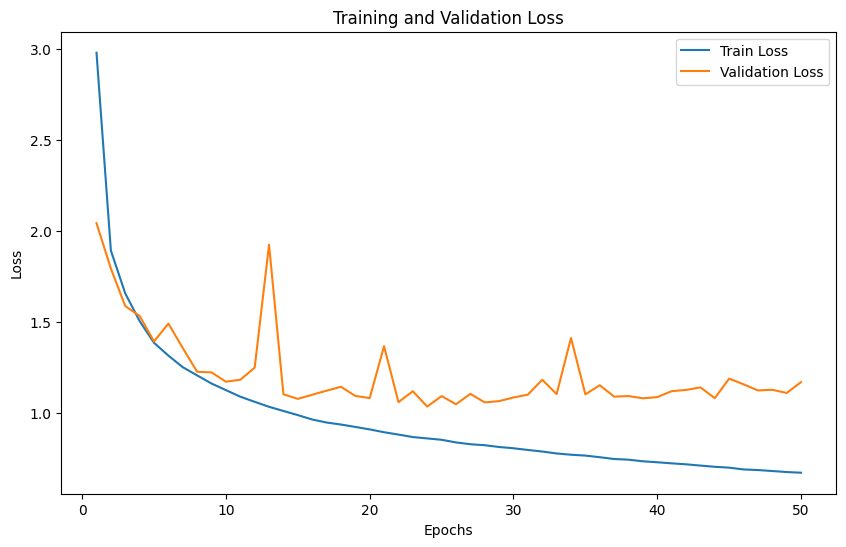 Training and Validation Loss
Train Loss
Validation Loss
3.0
2.5
2.0
1.5
1.0
Loss
0 10 20 30 40 50
Epochs